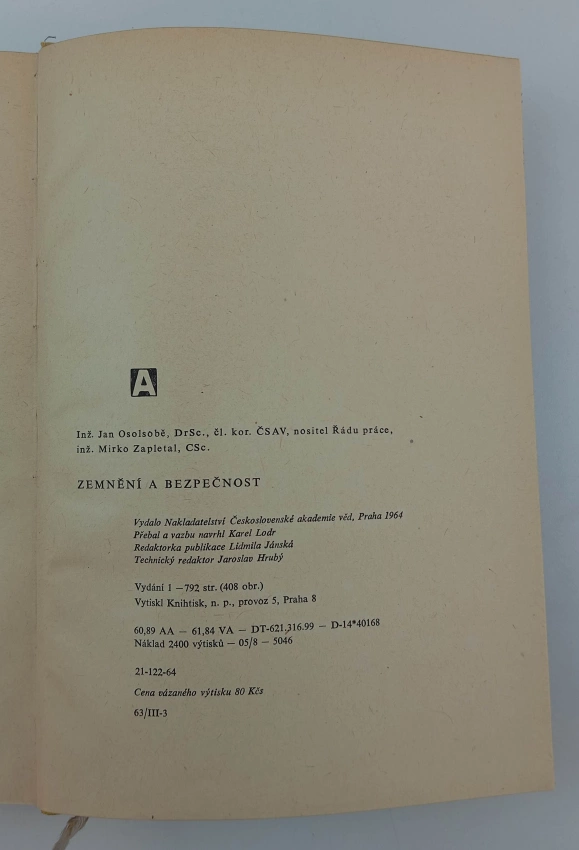 A
Inž. Jan Osolsobě, DrSc., čl. kor. ČSAV, nositel Řádu práce,
inž. Mirko Zapletal, CSc.
ZEMNĚNÍ A BEZPEČNOST
Vydalo Nakladatelství Československé akademie věd, Praha 1964
Přebal a vazbu navrhl Karel Lodr
Redaktorka publikace Lidmila Jánská
Technický redaktor Jaroslav Hrubý
Vydání 1 — 792 str. (408 obr.)
Vytiskl Knihtisk, n. p., provoz 5, Praha 8
60,89 AA — 61,84 VA — DT-621.316.99 — D-14*40168
Náklad 2400 výtisků — 05/8 — 5046
21-122-64
Cena vázaného výtisku 80 Kčs
63/III-3